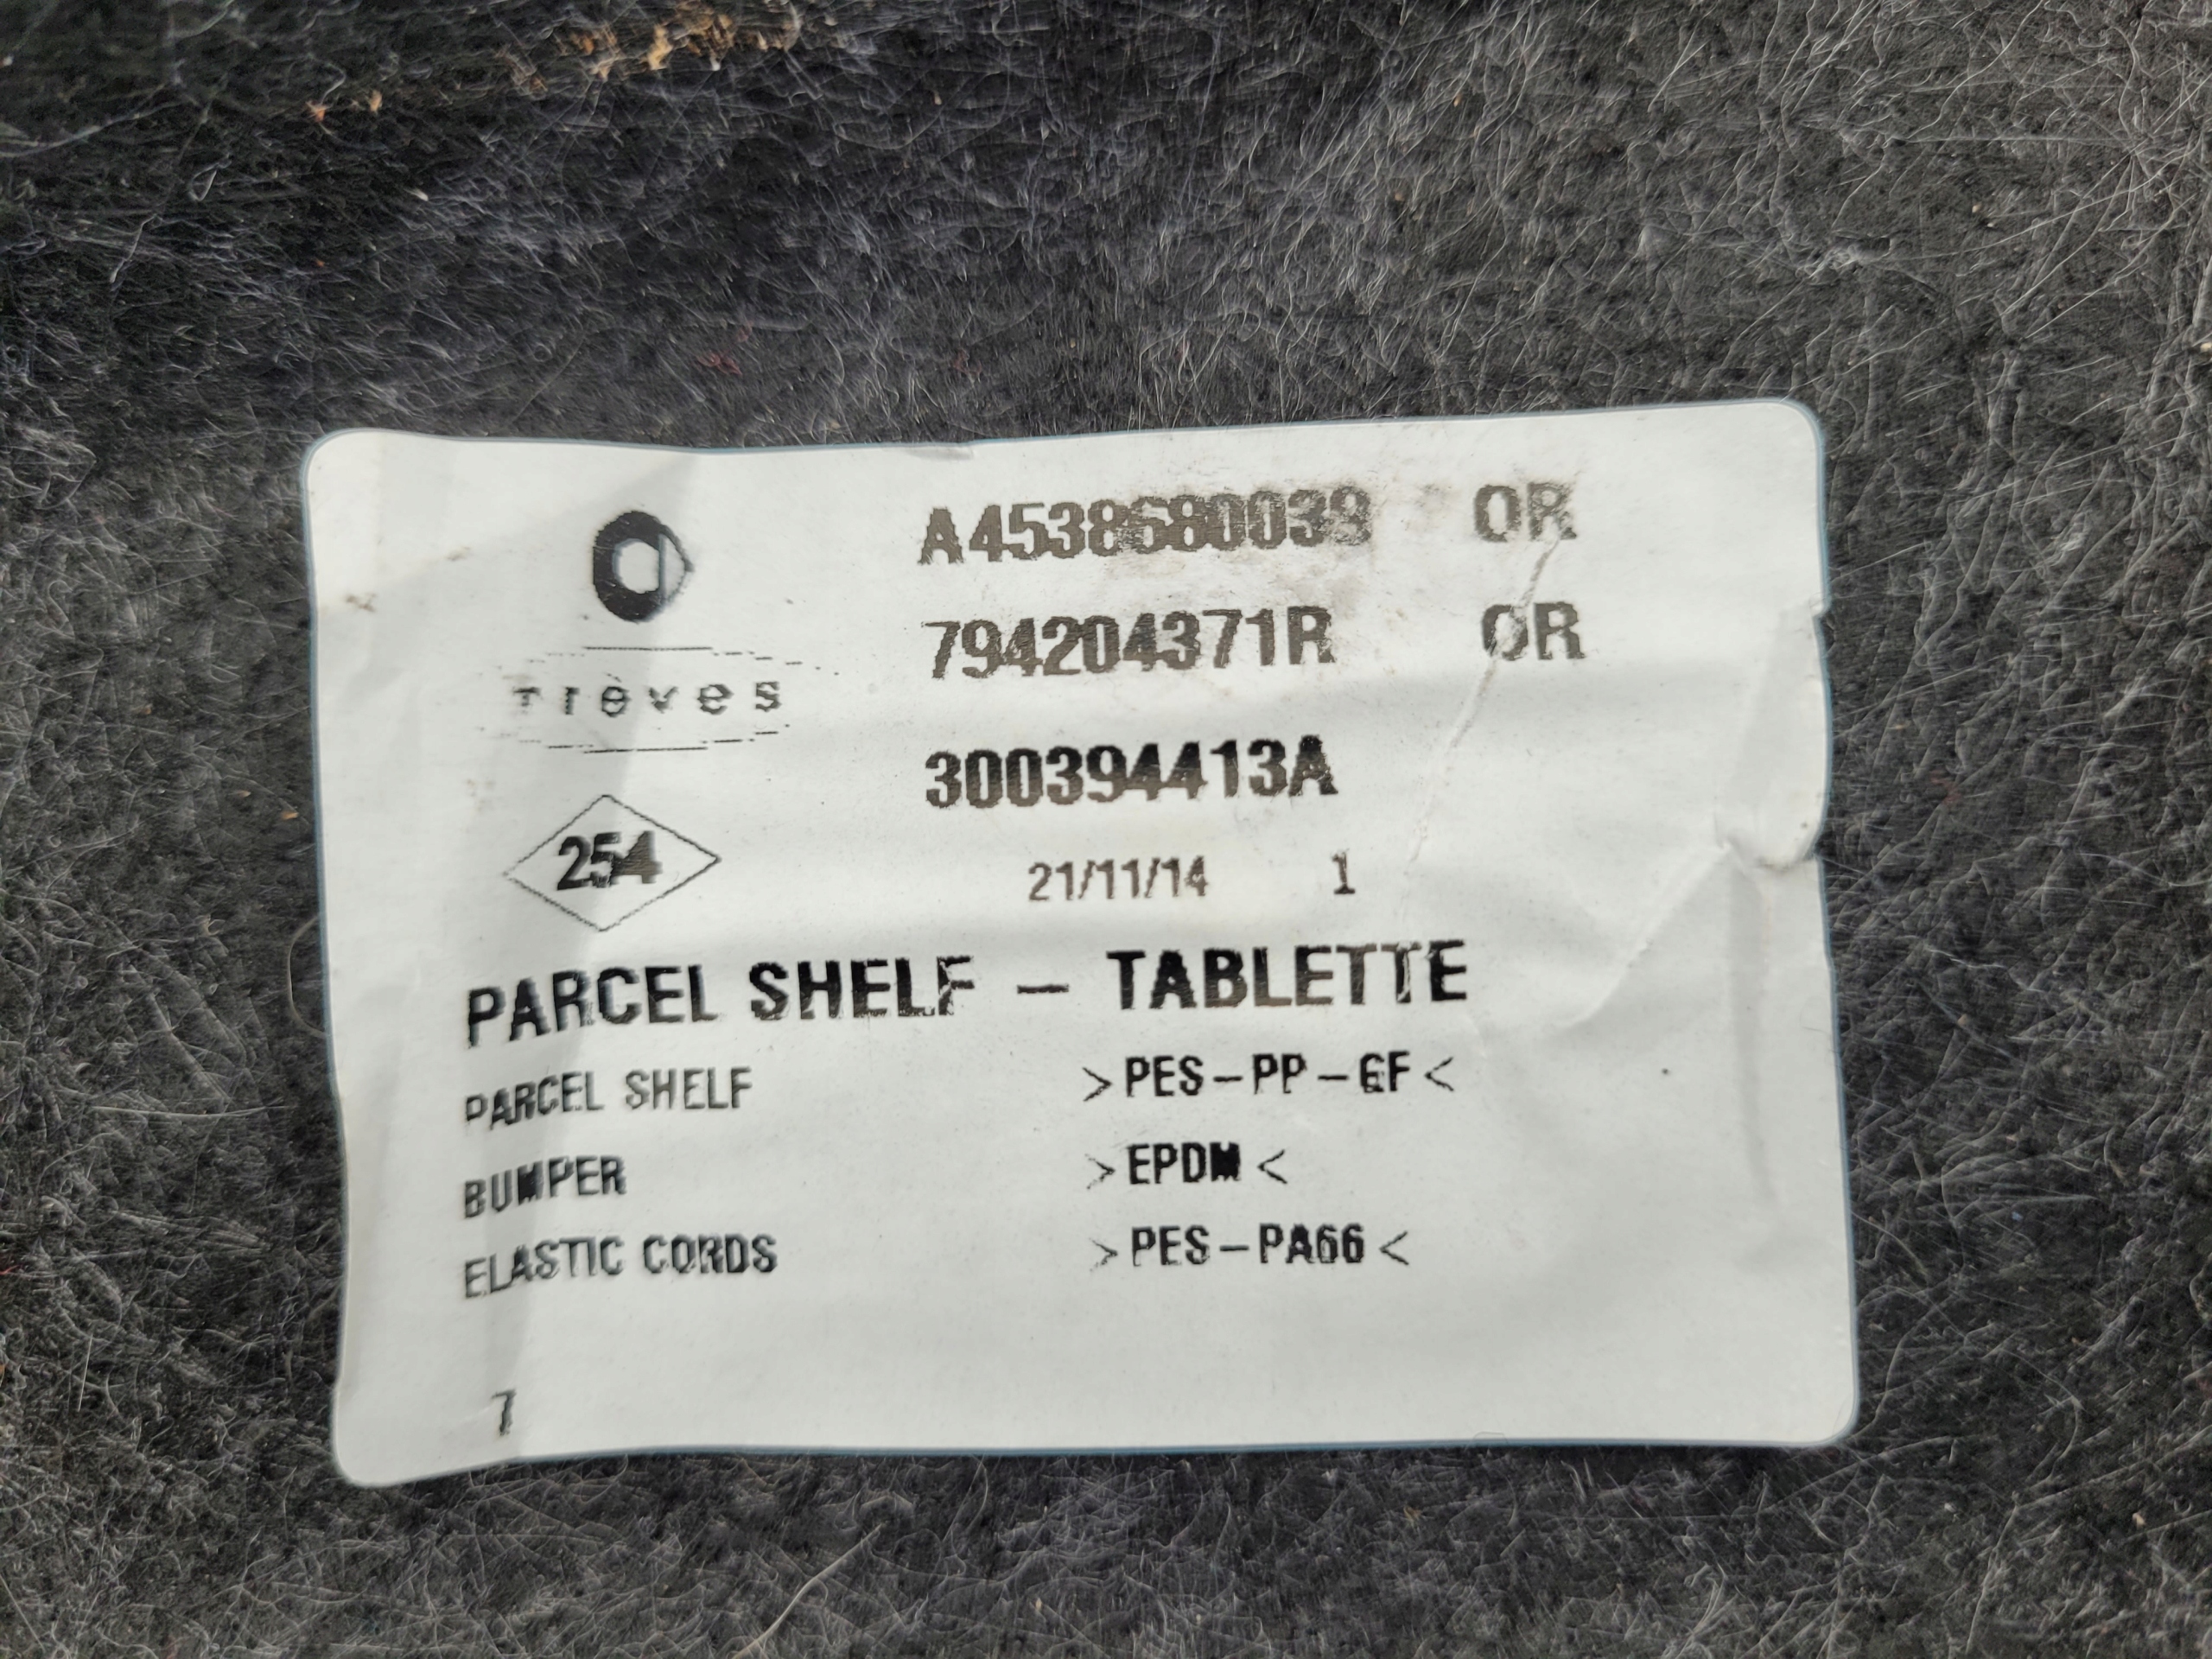 A4538680039 OR
trèves
794204371R OR
300394413A
254
21/11/14 1
PARCEL SHELF – TABLETTE
PARCEL SHELF >PES-PP-GF<
BUMPER >EPDM<
ELASTIC CORDS >PES-PA66<
7